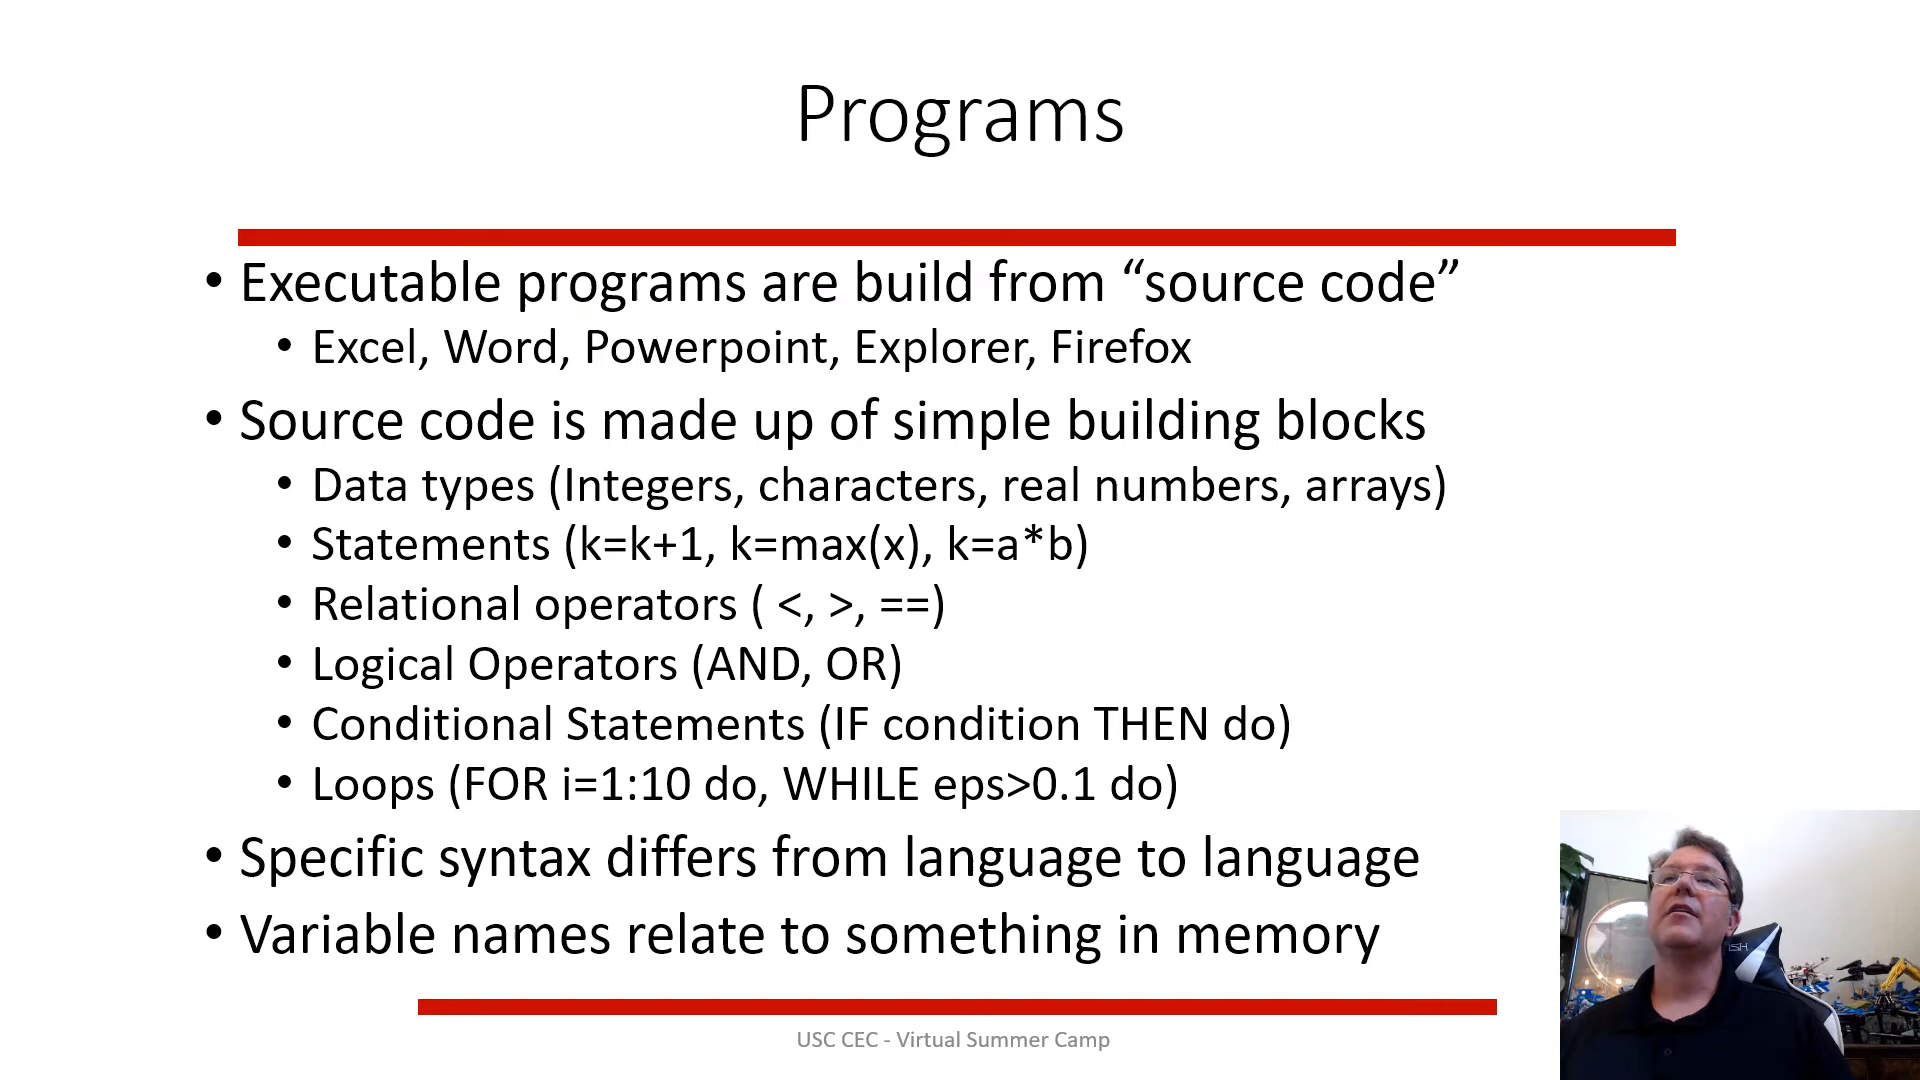 Programs
• Executable programs are build from “source code”
• Excel, Word, Powerpoint, Explorer, Firefox
• Source code is made up of simple building blocks
• Data types (Integers, characters, real numbers, arrays)
• Statements (k=k+1, k=max(x), k=a*b)
• Relational operators ( <, >, ==)
• Logical Operators (AND, OR)
• Conditional Statements (IF condition THEN do)
• Loops (FOR i=1:10 do, WHILE eps>0.1 do)
• Specific syntax differs from language to language
• Variable names relate to something in memory
USC CEC - Virtual Summer Camp